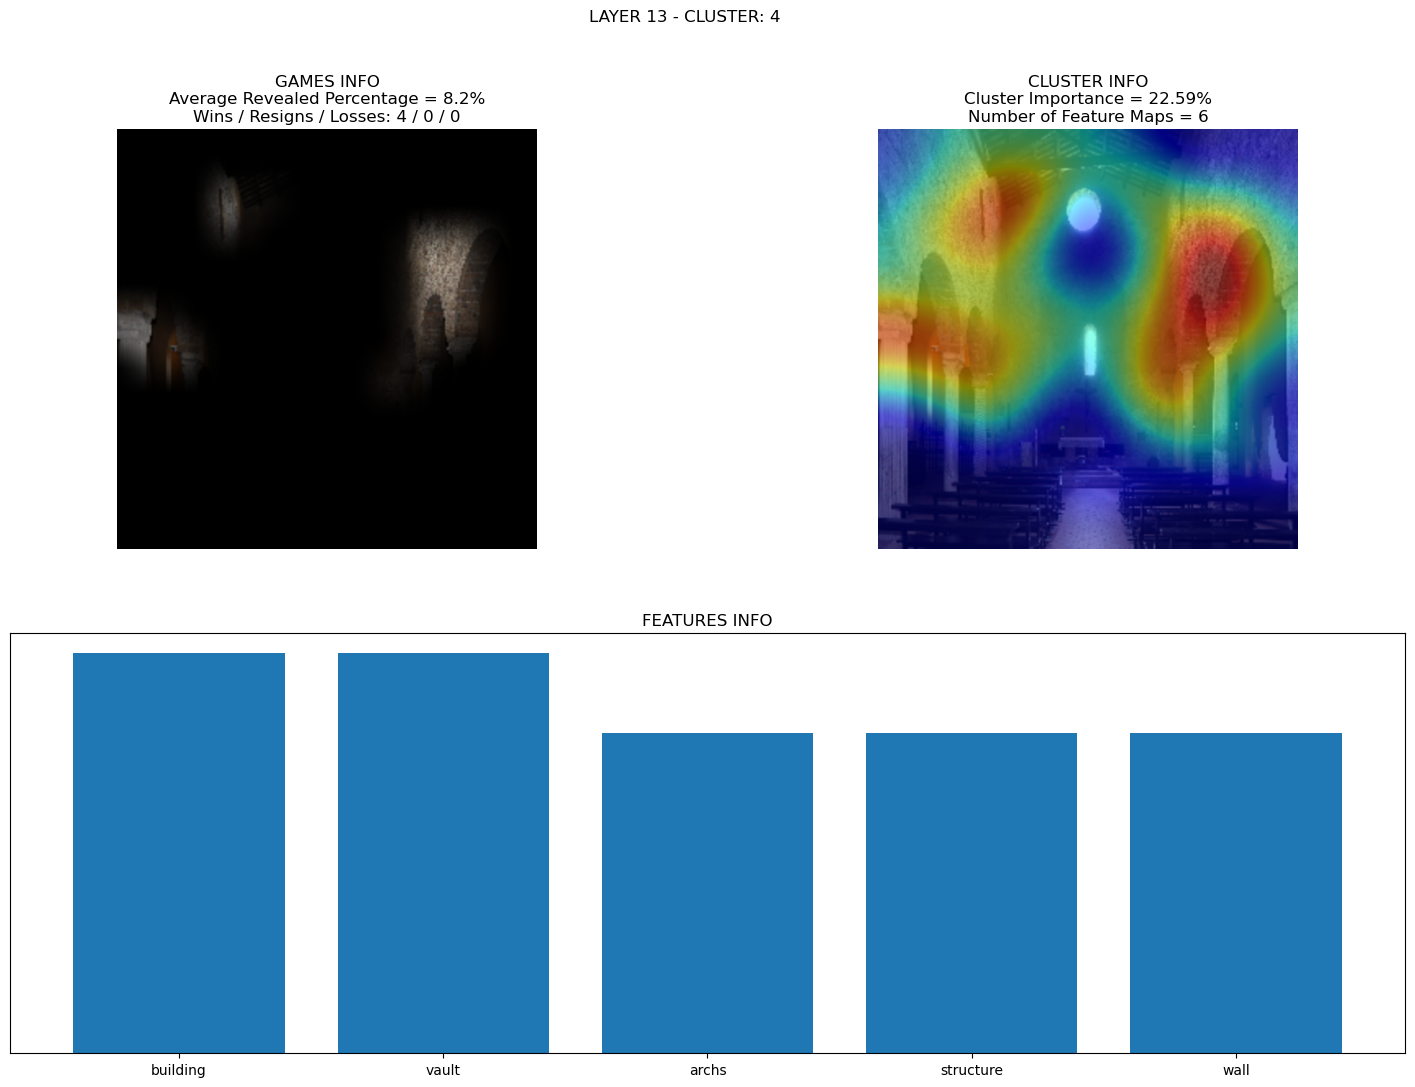 LAYER 13 - CLUSTER: 4
GAMES INFO
Average Revealed Percentage = 8.2%
Wins / Resigns / Losses: 4 / 0 / 0
CLUSTER INFO
Cluster Importance = 22.59%
Number of Feature Maps = 6
FEATURES INFO
building vault archs structure wall